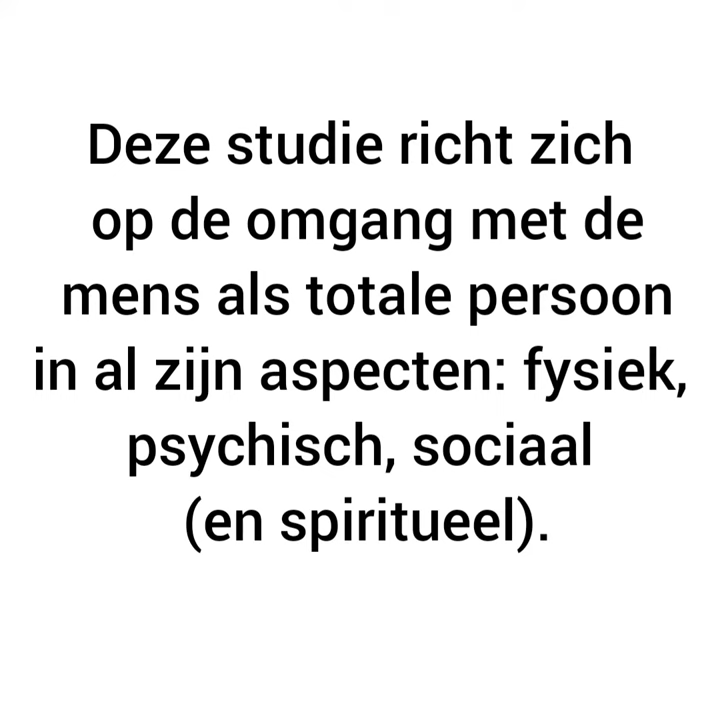 Deze studie richt zich
op de omgang met de
mens als totale persoon
in al zijn aspecten: fysiek,
psychisch, sociaal
(en spiritueel).